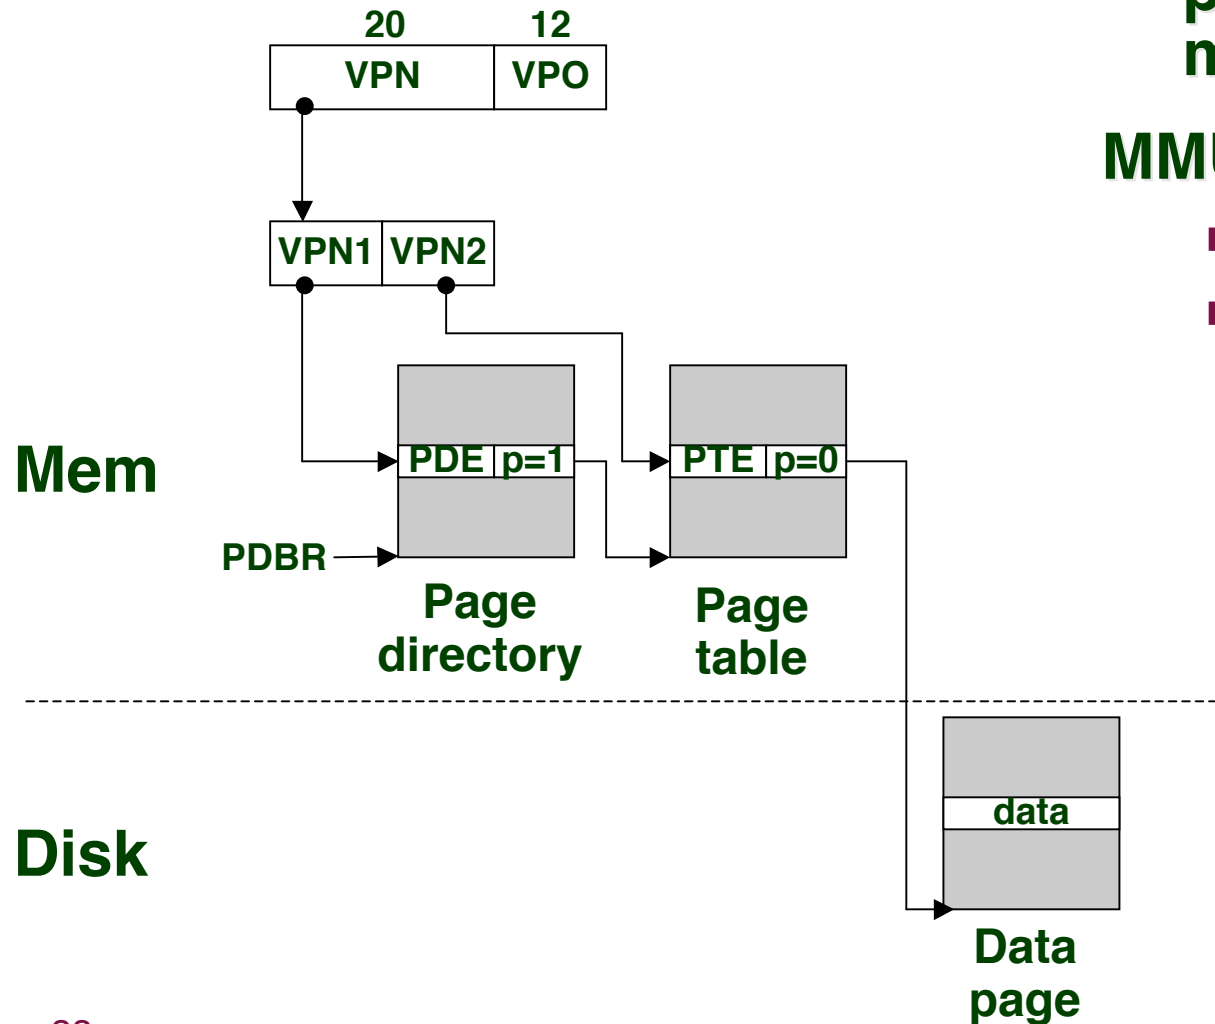 20 12
VPN VPO
VPN1 VPN2
Mem
PDE p=1 PTE p=0
PDBR
Page
directory
Page
table
Disk
data
Data
page